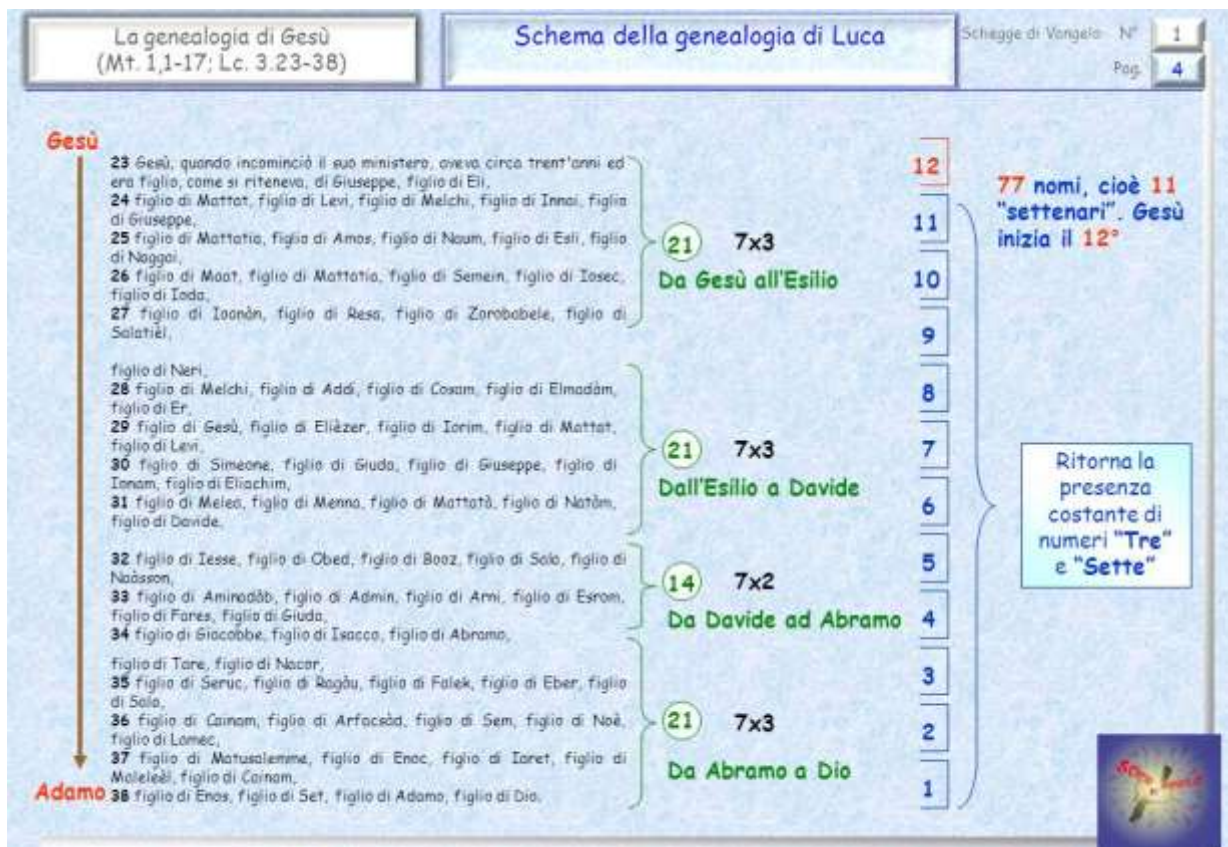 La genealogia di Gesù
(Mt. 1,1-17; Lc. 3.23-38)
Schema della genealogia di Luca
Schegge di Vangelo N° 1
Pag. 4
Gesù
23 Gesù, quando incominciò il suo ministero, aveva circa trent'anni ed
era figlio, come si riteneva, di Giuseppe, figlio di Eli,
24 figlio di Mattat, figlio di Levi, figlio di Melchi, figlio di Innai, figlio
di Giuseppe,
25 figlio di Mattatia, figlio di Amos, figlio di Naum, figlio di Esli, figlio
di Naggai,
26 figlio di Maat, figlio di Mattatia, figlio di Semein, figlio di Iosec,
figlio di Ioda,
27 figlio di Ioanàn, figlio di Resa, figlio di Zorobabele, figlio di
Salatièl,
21 7x3
Da Gesù all'Esilio
figlio di Neri,
28 figlio di Melchi, figlio di Addi, figlio di Cosam, figlio di Elmadàm,
figlio di Er,
29 figlio di Gesù, figlio di Elièzer, figlio di Iorim, figlio di Mattat,
figlio di Levi,
30 figlio di Simeone, figlio di Giuda, figlio di Giuseppe, figlio di
Ionam, figlio di Eliachim,
31 figlio di Melea, figlio di Menna, figlio di Mattatà, figlio di Natàm,
figlio di Davide,
21 7x3
Dall'Esilio a Davide
32 figlio di Iesse, figlio di Obed, figlio di Booz, figlio di Sala, figlio di
Naàsson,
33 figlio di Aminadàb, figlio di Admin, figlio di Arni, figlio di Esrom,
figlio di Fares, figlio di Giuda,
34 figlio di Giacobbe, figlio di Isacco, figlio di Abramo,
14 7x2
Da Davide ad Abramo
figlio di Tare, figlio di Nacor,
35 figlio di Seruc, figlio di Ragàu, figlio di Falek, figlio di Eber, figlio
di Sala,
36 figlio di Cainam, figlio di Arfacsàd, figlio di Sem, figlio di Noè,
figlio di Lamec,
37 figlio di Matusalemme, figlio di Enoc, figlio di Iaret, figlio di
Maleleèl, figlio di Cainam,
38 figlio di Enos, figlio di Set, figlio di Adamo, figlio di Dio.
21 7x3
Da Abramo a Dio
Adamo
12
11
10
9
8
7
6
5
4
3
2
1
77 nomi, cioè 11
"settenari". Gesù
inizia il 12°
Ritorna la
presenza
costante di
numeri "Tre"
e "Sette"